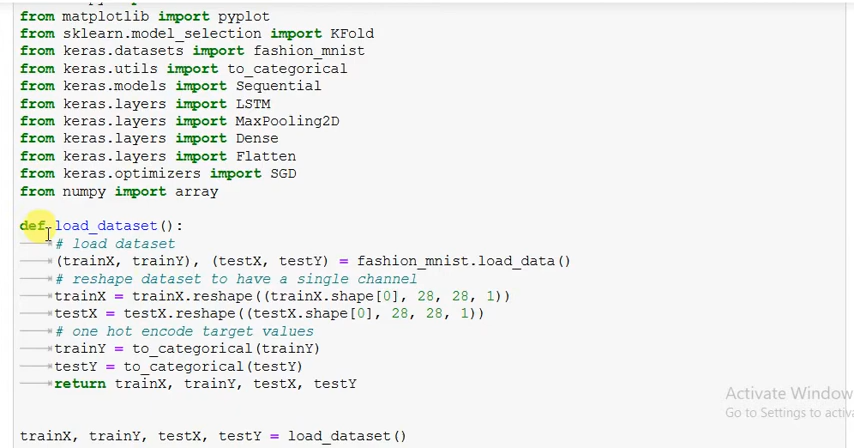 from matplotlib import pyplot
from sklearn.model_selection import KFold
from keras.datasets import fashion_mnist
from keras.utils import to_categorical
from keras.models import Sequential
from keras.layers import LSTM
from keras.layers import MaxPooling2D
from keras.layers import Dense
from keras.layers import Flatten
from keras.optimizers import SGD
from numpy import array
def load_dataset():
# load dataset
(trainX, trainY), (testX, testY) = fashion_mnist.load_data()
# reshape dataset to have a single channel
trainX = trainX.reshape((trainX.shape[0], 28, 28, 1))
testX = testX.reshape((testX.shape[0], 28, 28, 1))
# one hot encode target values
trainY = to_categorical(trainY)
testY = to_categorical(testY)
return trainX, trainY, testX, testY
Activate Window
Go to Settings to activa
trainX, trainY, testX, testY = load_dataset()